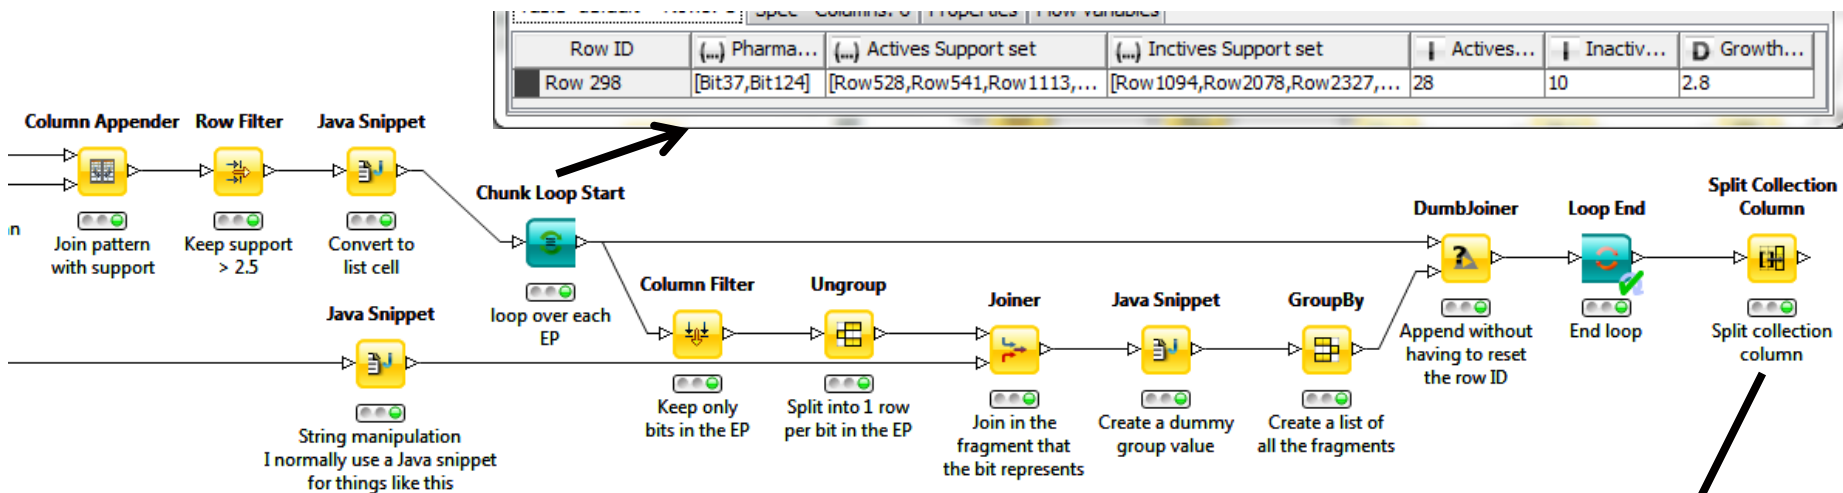 Spec - Columns: 6 Properties Flow Variables
Row ID (...) Pharma... (...) Actives Support set (...) Inctives Support set I Actives... I Inactiv... D Growth...
Row 298 [Bit37,Bit124] [Row528,Row541,Row1113,... [Row1094,Row2078,Row2327,... 28 10 2.8
Column Appender
Join pattern
with support
Row Filter
Keep support
> 2.5
Java Snippet
Convert to
list cell
Chunk Loop Start
loop over each
EP
n
Java Snippet
String manipulation
I normally use a Java snippet
for things like this
Column Filter
Keep only
bits in the EP
Ungroup
Split into 1 row
per bit in the EP
Joiner
Join in the
fragment that
the bit represents
Java Snippet
Create a dummy
group value
GroupBy
Create a list of
all the fragments
DumbJoiner
Append without
having to reset
the row ID
Loop End
End loop
Split Collection
Column
Split collection
column